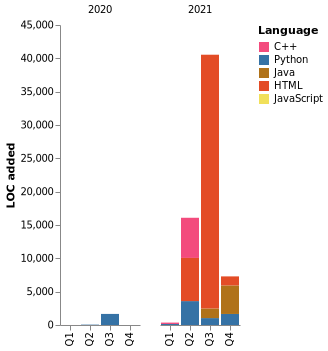 2020
2021
LOC added
45,000
40,000
35,000
30,000
25,000
20,000
15,000
10,000
5,000
0
Q1
Q2
Q3
Q4
Q1
Q2
Q3
Q4
Language
C++
Python
Java
HTML
JavaScript